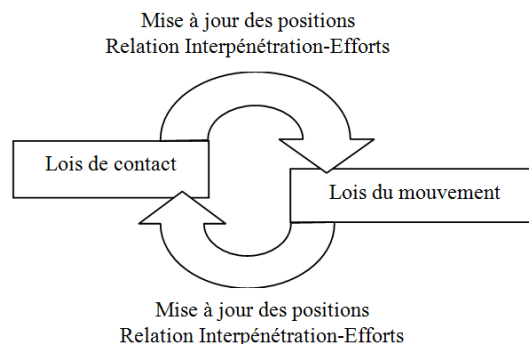 Mise à jour des positions
Relation Interpénétration-Efforts
Lois de contact
Lois du mouvement
Mise à jour des positions
Relation Interpénétration-Efforts